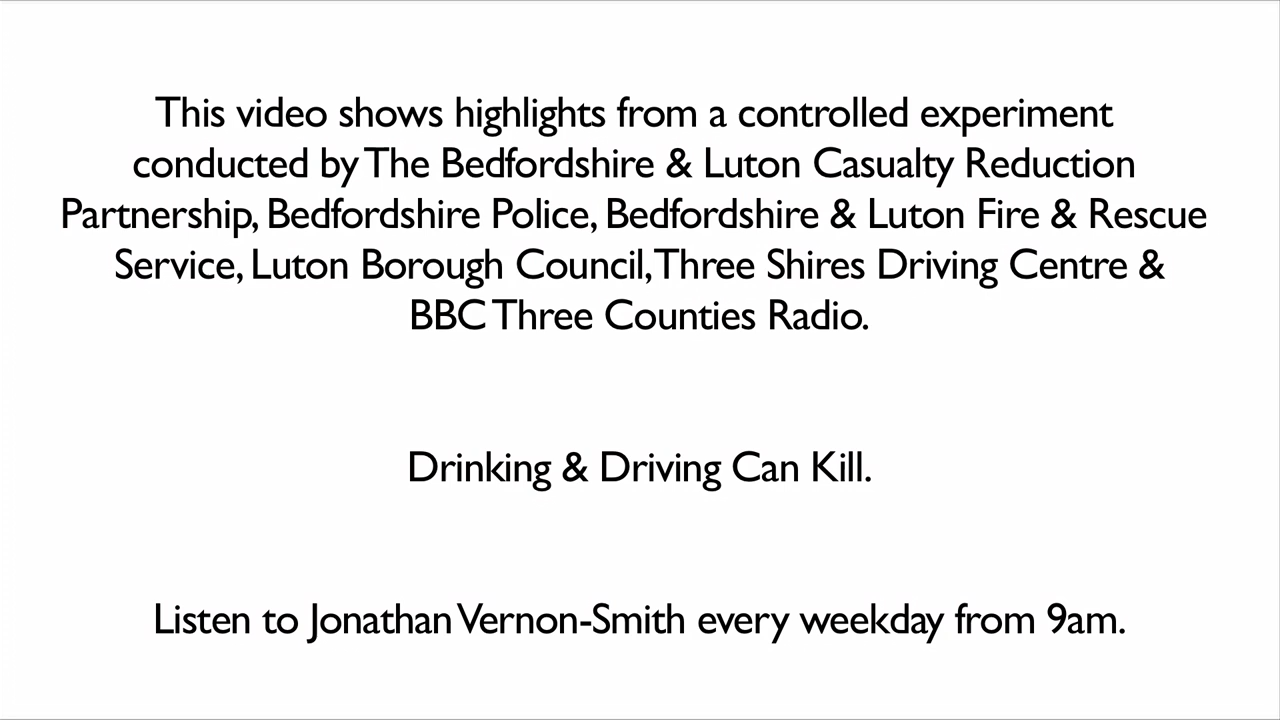 This video shows highlights from a controlled experiment
conducted by The Bedfordshire & Luton Casualty Reduction
Partnership, Bedfordshire Police, Bedfordshire & Luton Fire & Rescue
Service, Luton Borough Council, Three Shires Driving Centre &
BBC Three Counties Radio.
Drinking & Driving Can Kill.
Listen to Jonathan Vernon-Smith every weekday from 9am.